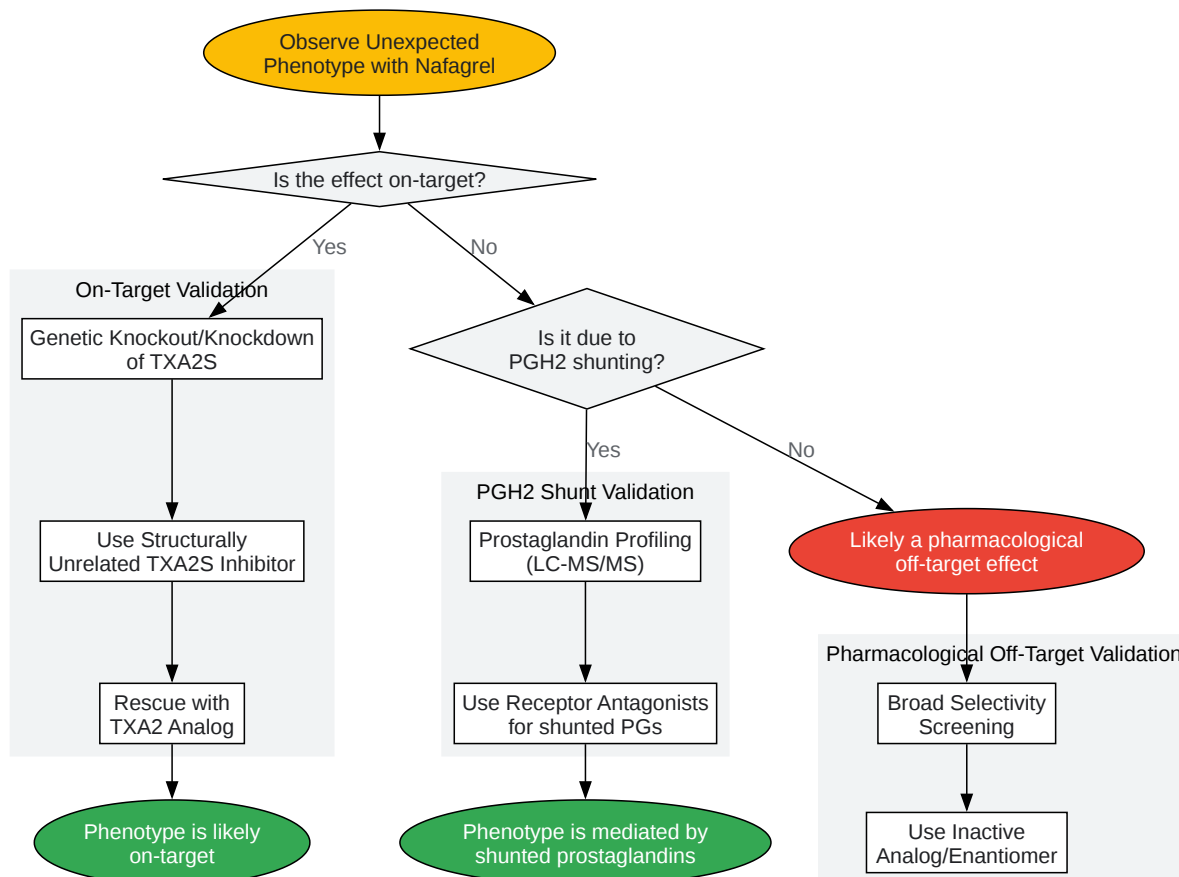 Observe Unexpected
Phenotype with Nafagrel
Is the effect on-target?
Yes
No
On-Target Validation
Genetic Knockout/Knockdown
of TXA2S
Is it due to
PGH2 shunting?
Yes
No
PGH2 Shunt Validation
Use Structurally
Unrelated TXA2S Inhibitor
Prostaglandin Profiling
(LC-MS/MS)
Likely a pharmacological
off-target effect
Pharmacological Off-Target Validation
Rescue with
TXA2 Analog
Use Receptor Antagonists
for shunted PGs
Broad Selectivity
Screening
Phenotype is likely
on-target
Phenotype is mediated by
shunted prostaglandins
Use Inactive
Analog/Enantiomer